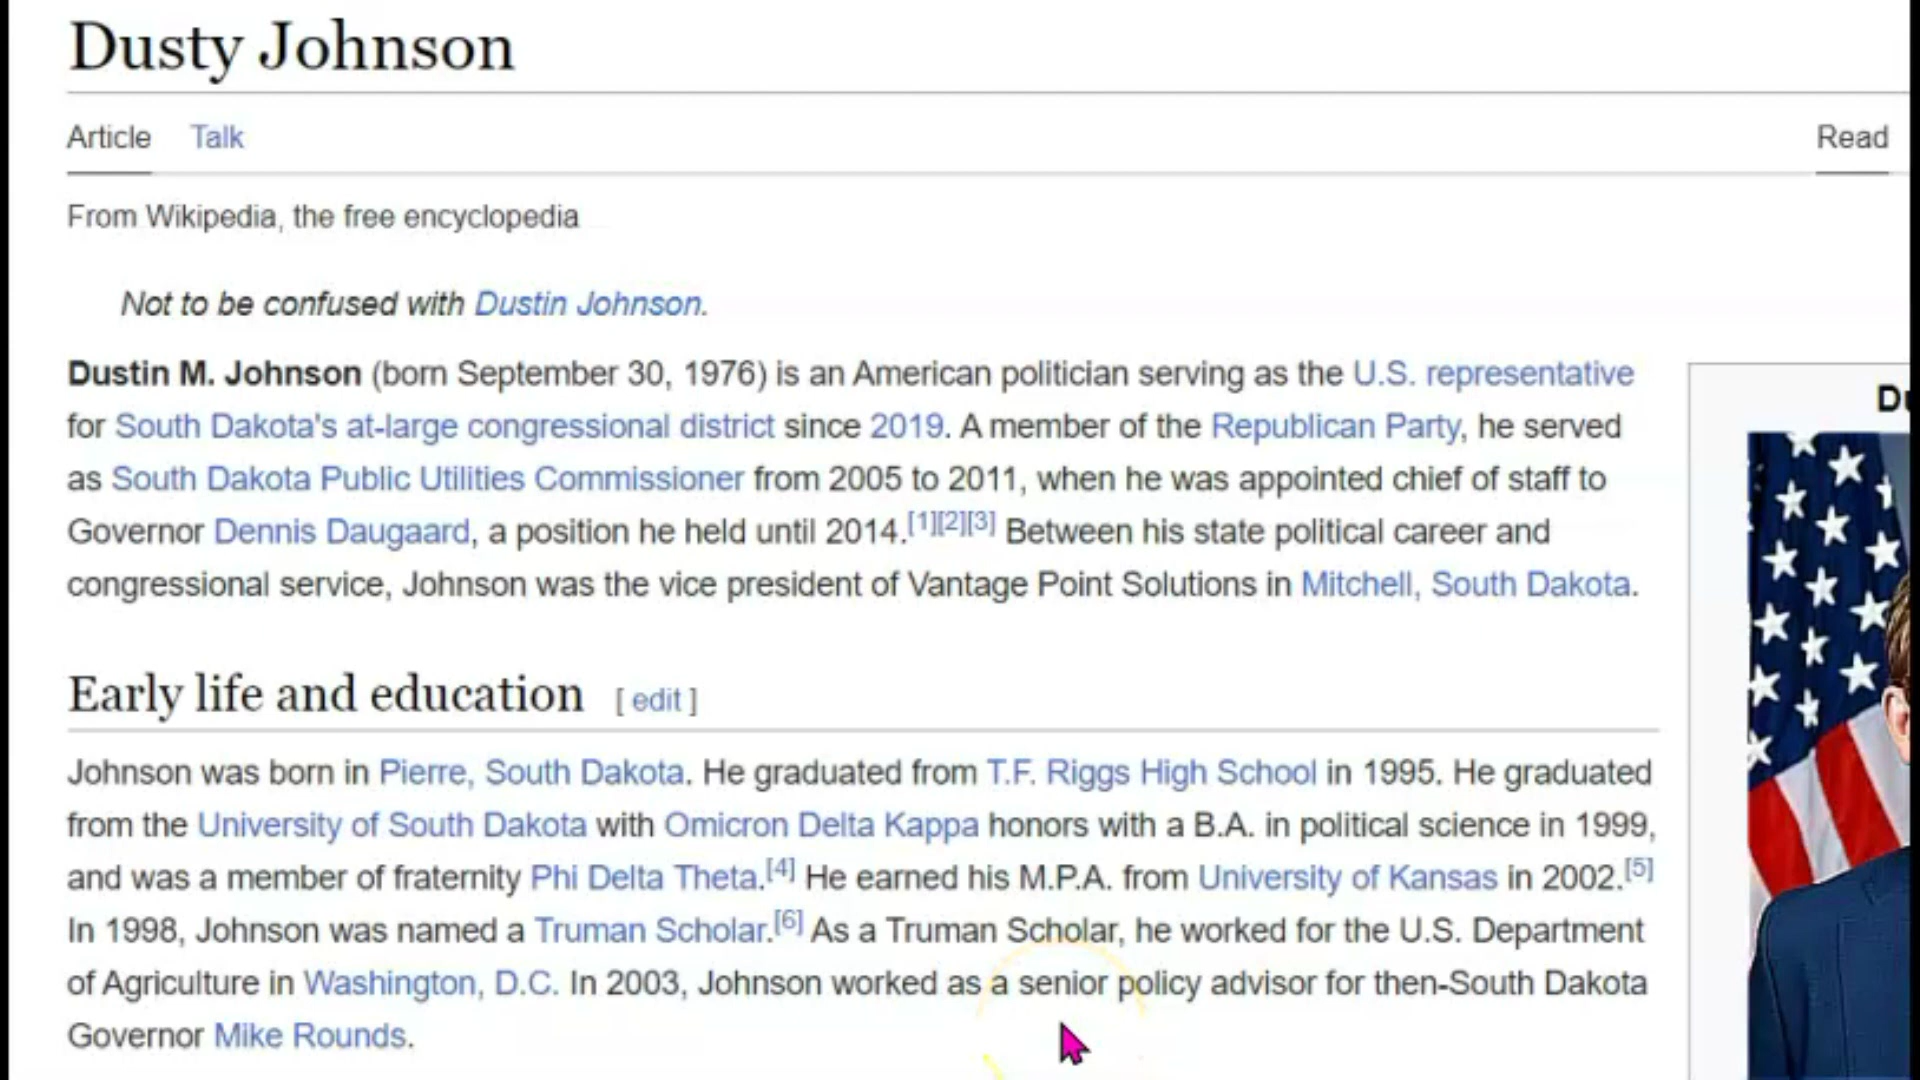 Dusty Johnson
Article Talk Read
From Wikipedia, the free encyclopedia
Not to be confused with Dustin Johnson.
Dustin M. Johnson (born September 30, 1976) is an American politician serving as the U.S. representative
for South Dakota's at-large congressional district since 2019. A member of the Republican Party, he served
as South Dakota Public Utilities Commissioner from 2005 to 2011, when he was appointed chief of staff to
Governor Dennis Daugaard, a position he held until 2014.[1][2][3] Between his state political career and
congressional service, Johnson was the vice president of Vantage Point Solutions in Mitchell, South Dakota.
Early life and education [ edit ]
Johnson was born in Pierre, South Dakota. He graduated from T.F. Riggs High School in 1995. He graduated
from the University of South Dakota with Omicron Delta Kappa honors with a B.A. in political science in 1999,
and was a member of fraternity Phi Delta Theta.[4] He earned his M.P.A. from University of Kansas in 2002.[5]
In 1998, Johnson was named a Truman Scholar.[6] As a Truman Scholar, he worked for the U.S. Department
of Agriculture in Washington, D.C. In 2003, Johnson worked as a senior policy advisor for then-South Dakota
Governor Mike Rounds.